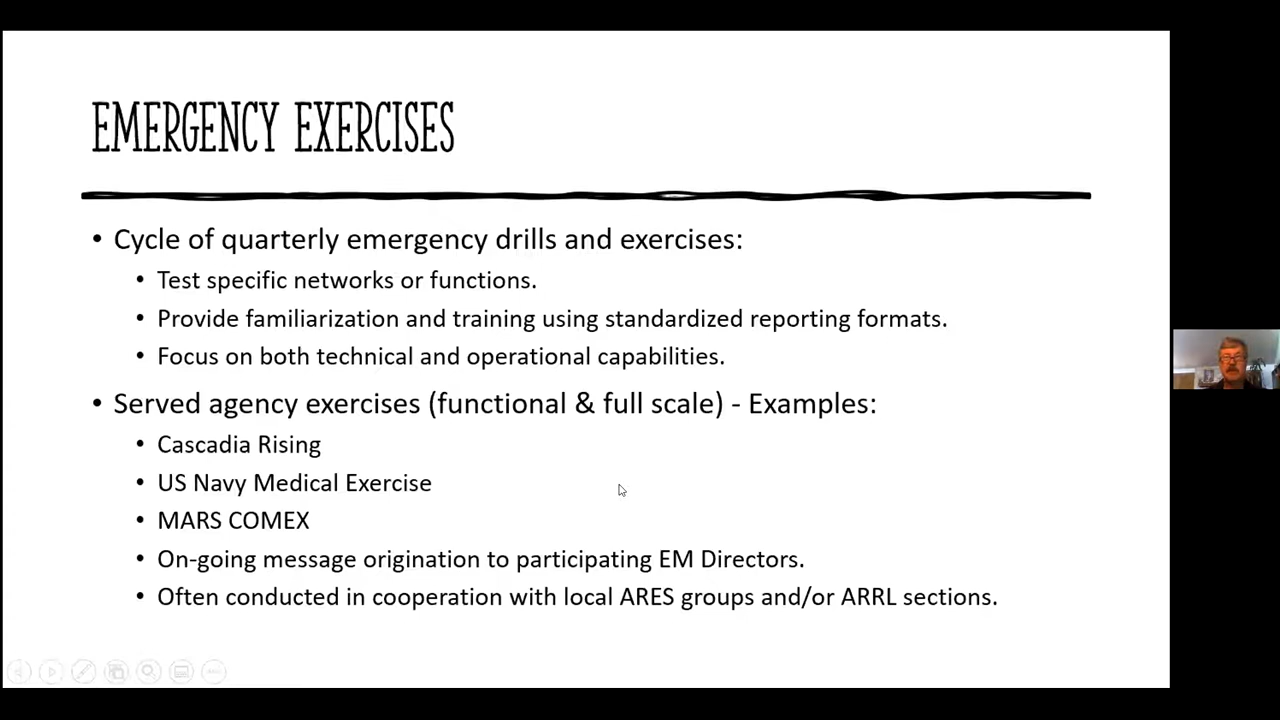 EMERGENCY EXERCISES
• Cycle of quarterly emergency drills and exercises:
• Test specific networks or functions.
• Provide familiarization and training using standardized reporting formats.
• Focus on both technical and operational capabilities.
• Served agency exercises (functional & full scale) - Examples:
• Cascadia Rising
• US Navy Medical Exercise
• MARS COMEX
• On-going message origination to participating EM Directors.
• Often conducted in cooperation with local ARES groups and/or ARRL sections.